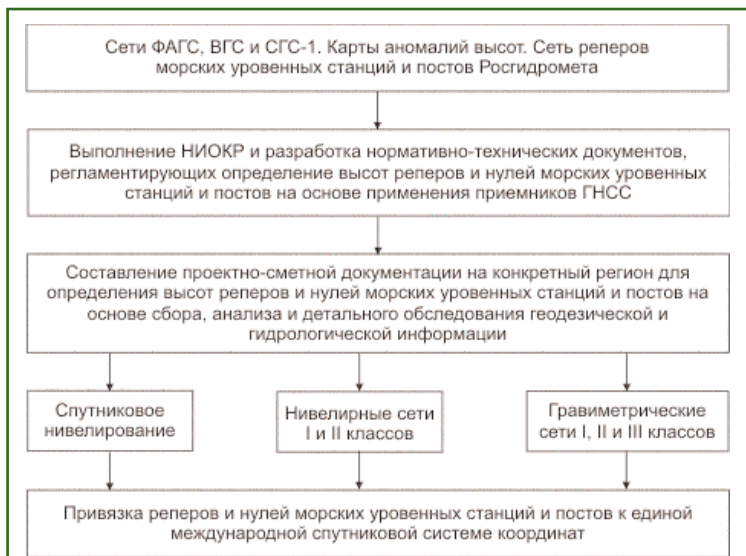 Сети ФАГС, ВГС и СГС-1. Карты аномалий высот. Сеть реперов
морских уровенных станций и постов Росгидромета
Выполнение НИОКР и разработка нормативно-технических документов,
регламентирующих определение высот реперов и нулей морских уровенных
станций и постов на основе применения приемников ГНСС
Составление проектно-сметной документации на конкретный регион для
определения высот реперов и нулей морских уровенных станций и постов на
основе сбора, анализа и детального обследования геодезической и
гидрологической информации
Спутниковое
нивелирование
Нивелирные сети
I и II классов
Гравиметрические
сети I, II и III классов
Привязка реперов и нулей морских уровенных станций и постов к единой
международной спутниковой системе координат